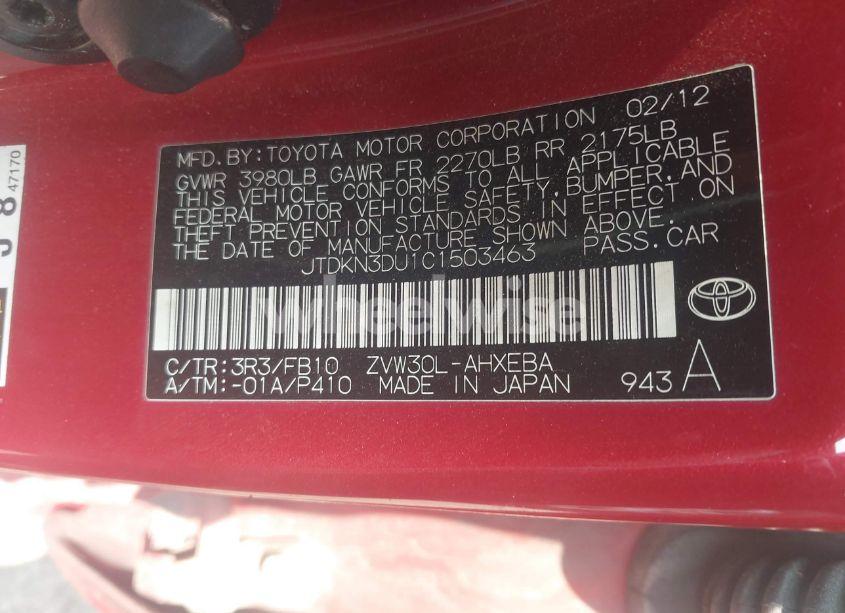 MFD.BY:TOYOTA MOTOR CORPORATION 02/12
GVWR 3980LB GAWR FR 2270LB RR 2175LB
THIS VEHICLE CONFORMS TO ALL APPLICABLE
FEDERAL MOTOR VEHICLE SAFETY,BUMPER,AND
THEFT PREVENTION STANDARDS IN EFFECT ON
THE DATE OF MANUFACTURE SHOWN ABOVE.
JTDKN3DU1C1503463 PASS.CAR
wheelwise
C/TR:3R3/FB10 ZVW30L-AHXEBA
A/TM:-01A/P410 MADE IN JAPAN 943 A
47170